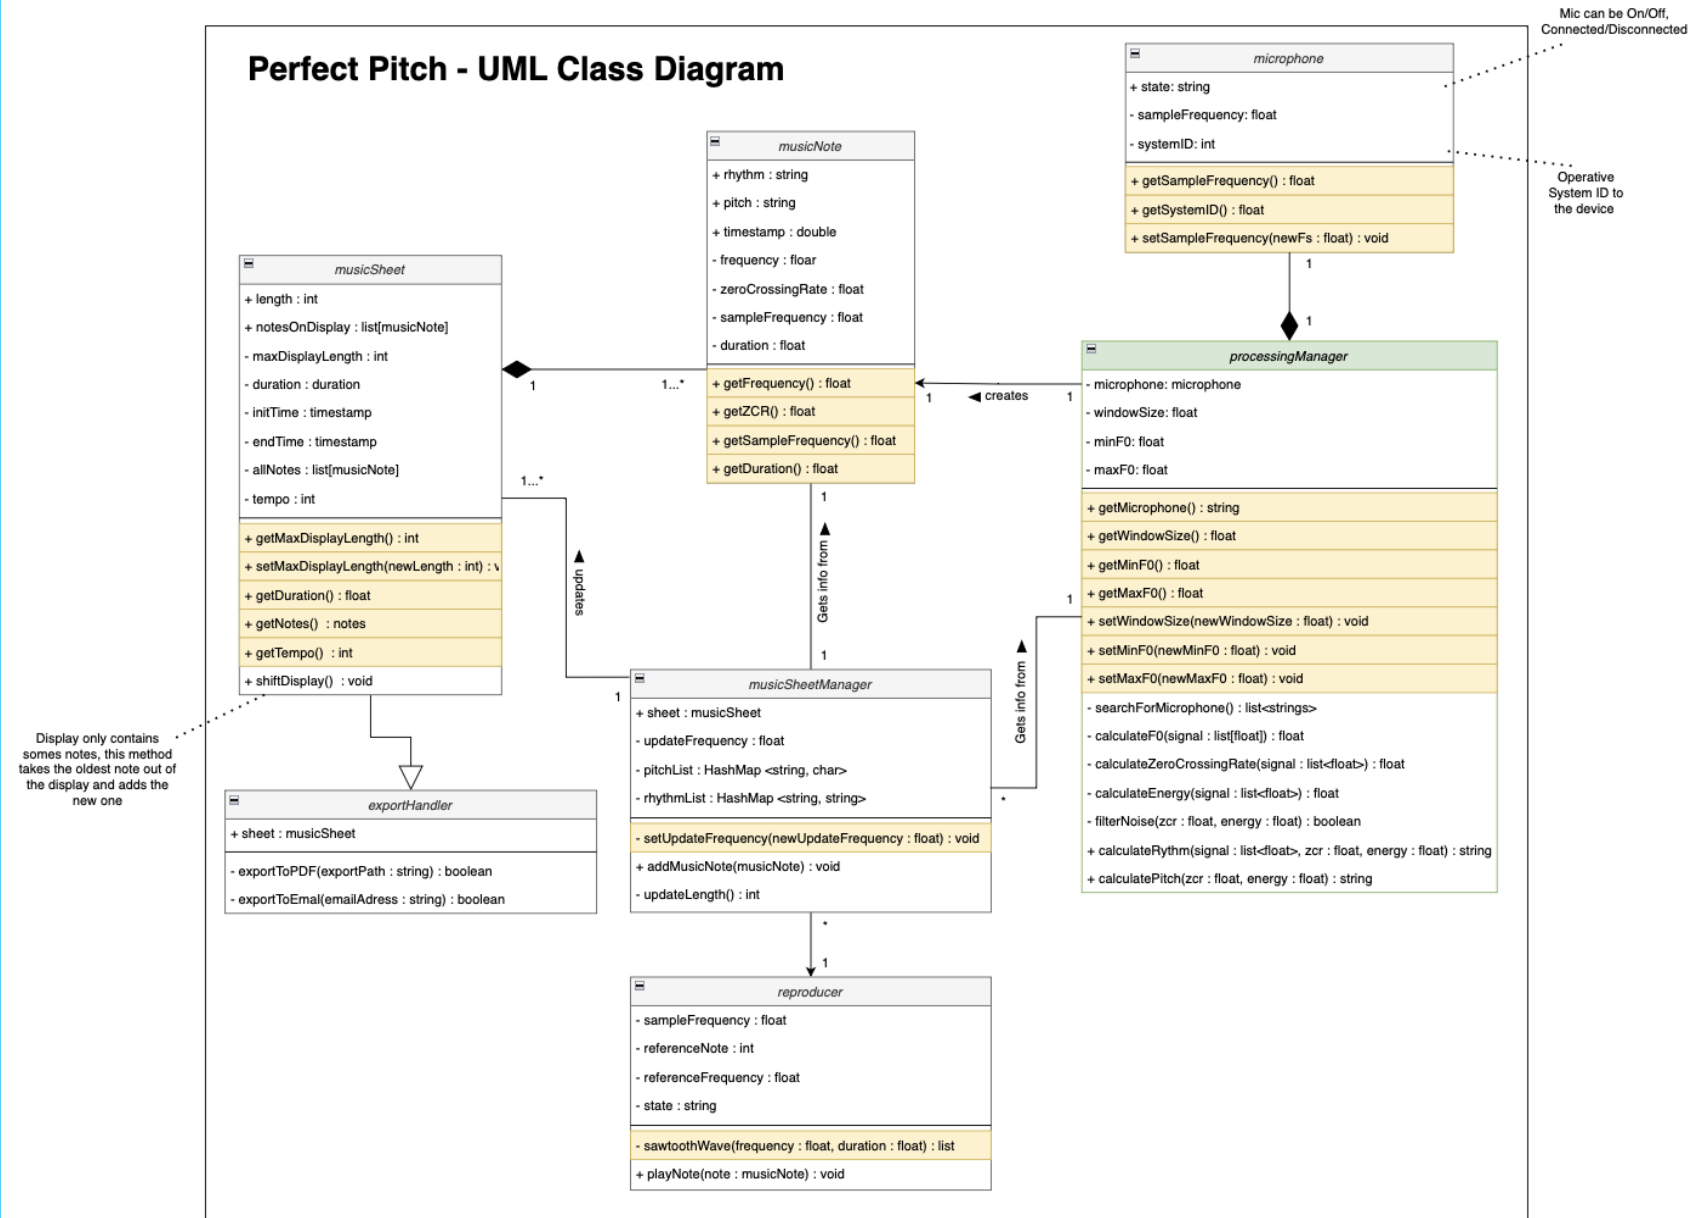 Perfect Pitch - UML Class Diagram
Mic can be On/Off,
Connected/Disconnected
microphone
+ state: string
- sampleFrequency: float
- systemID: int
+ getSampleFrequency() : float
+ getSystemID() : float
+ setSampleFrequency(newFs : float) : void
Operative
System ID to
the device
1
1
musicNote
+ rhythm : string
+ pitch : string
+ timestamp : double
- frequency : floar
- zeroCrossingRate : float
- sampleFrequency : float
- duration : float
+ getFrequency() : float
+ getZCR() : float
+ getSampleFrequency() : float
+ getDuration() : float
musicSheet
+ length : int
+ notesOnDisplay : list[musicNote]
- maxDisplayLength : int
- duration : duration
- initTime : timestamp
- endTime : timestamp
- allNotes : list[musicNote]
- tempo : int
+ getMaxDisplayLength() : int
+ setMaxDisplayLength(newLength : int) : v
+ getDuration() : float
+ getNotes() : notes
+ getTempo() : int
+ shiftDisplay() : void
1
1...*
1
creates
1
processingManager
- microphone: microphone
- windowSize: float
- minF0: float
- maxF0: float
+ getMicrophone() : string
+ getWindowSize() : float
+ getMinF0() : float
+ getMaxF0() : float
+ setWindowSize(newWindowSize : float) : void
+ setMinF0(newMinF0 : float) : void
+ setMaxF0(newMaxF0 : float) : void
- searchForMicrophone() : list<strings>
- calculateF0(signal : list[float]) : float
- calculateZeroCrossingRate(signal : list<float>) : float
- calculateEnergy(signal : list<float>) : float
- filterNoise(zcr : float, energy : float) : boolean
+ calculateRythm(signal : list<float>, zcr : float, energy : float) : string
+ calculatePitch(zcr : float, energy : float) : string
1...*
updates
1
1
Gets info from
1
1
Gets info from
*
Display only contains
somes notes, this method
takes the oldest note out of
the display and adds the
new one
musicSheetManager
+ sheet : musicSheet
- updateFrequency : float
- pitchList : HashMap <string, char>
- rhythmList : HashMap <string, string>
- setUpdateFrequency(newUpdateFrequency : float) : void
+ addMusicNote(musicNote) : void
- updateLength() : int
exportHandler
+ sheet : musicSheet
- exportToPDF(exportPath : string) : boolean
- exportToEmal(emailAdress : string) : boolean
*
1
reproducer
- sampleFrequency : float
- referenceNote : int
- referenceFrequency : float
- state : string
- sawtoothWave(frequency : float, duration : float) : list
+ playNote(note : musicNote) : void